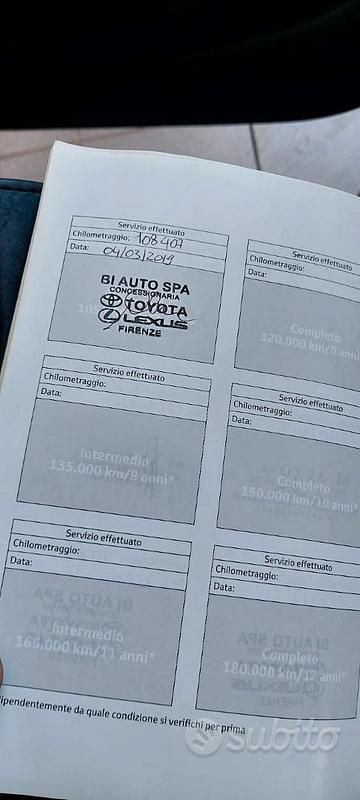 Servizio effettuato
Chilometraggio: 108407
Data: 04/03/2019
BI AUTO SPA
CONCESSIONARIA
TOYOTA
LEXUS
FIRENZE
Servizio effettuato
Chilometraggio:
Data:
Completo
120.000 km/8 anni
Servizio effettuato
Chilometraggio:
Data:
Intermedio
135.000 km/9 anni*
Servizio effettuato
Chilometraggio:
Data:
Completo
150.000 km/10 anni*
Servizio effettuato
Chilometraggio:
Data:
Intermedio
165.000 km/11 anni*
Servizio effettuato
Chilometraggio:
Data:
Completo
180.000 km/12 anni*
dipendentemente da quale condizione si verifichi per prima
subito